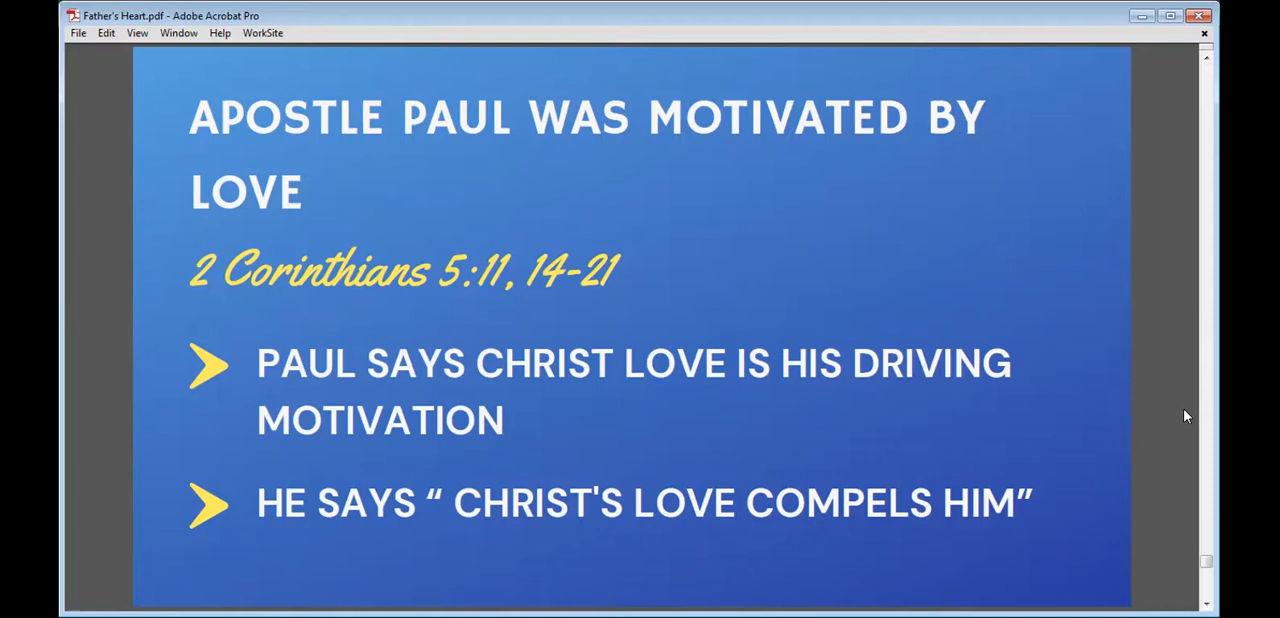 Father's Heart.pdf - Adobe Acrobat Pro
File Edit View Window Help WorkSite
APOSTLE PAUL WAS MOTIVATED BY
LOVE
2 Corinthians 5:11, 14-21
PAUL SAYS CHRIST LOVE IS HIS DRIVING
MOTIVATION
HE SAYS “ CHRIST'S LOVE COMPELS HIM”